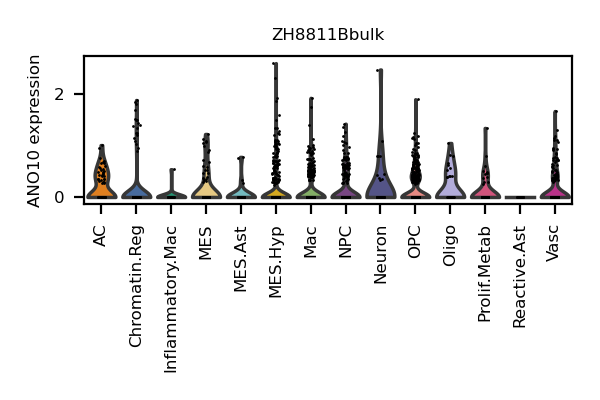 ZH8811Bbulk
ANO10 expression
2
0
AC
Chromatin.Reg
Inflammatory.Mac
MES
MES.Ast
MES.Hyp
Mac
NPC
Neuron
OPC
Oligo
Prolif.Metab
Reactive.Ast
Vasc